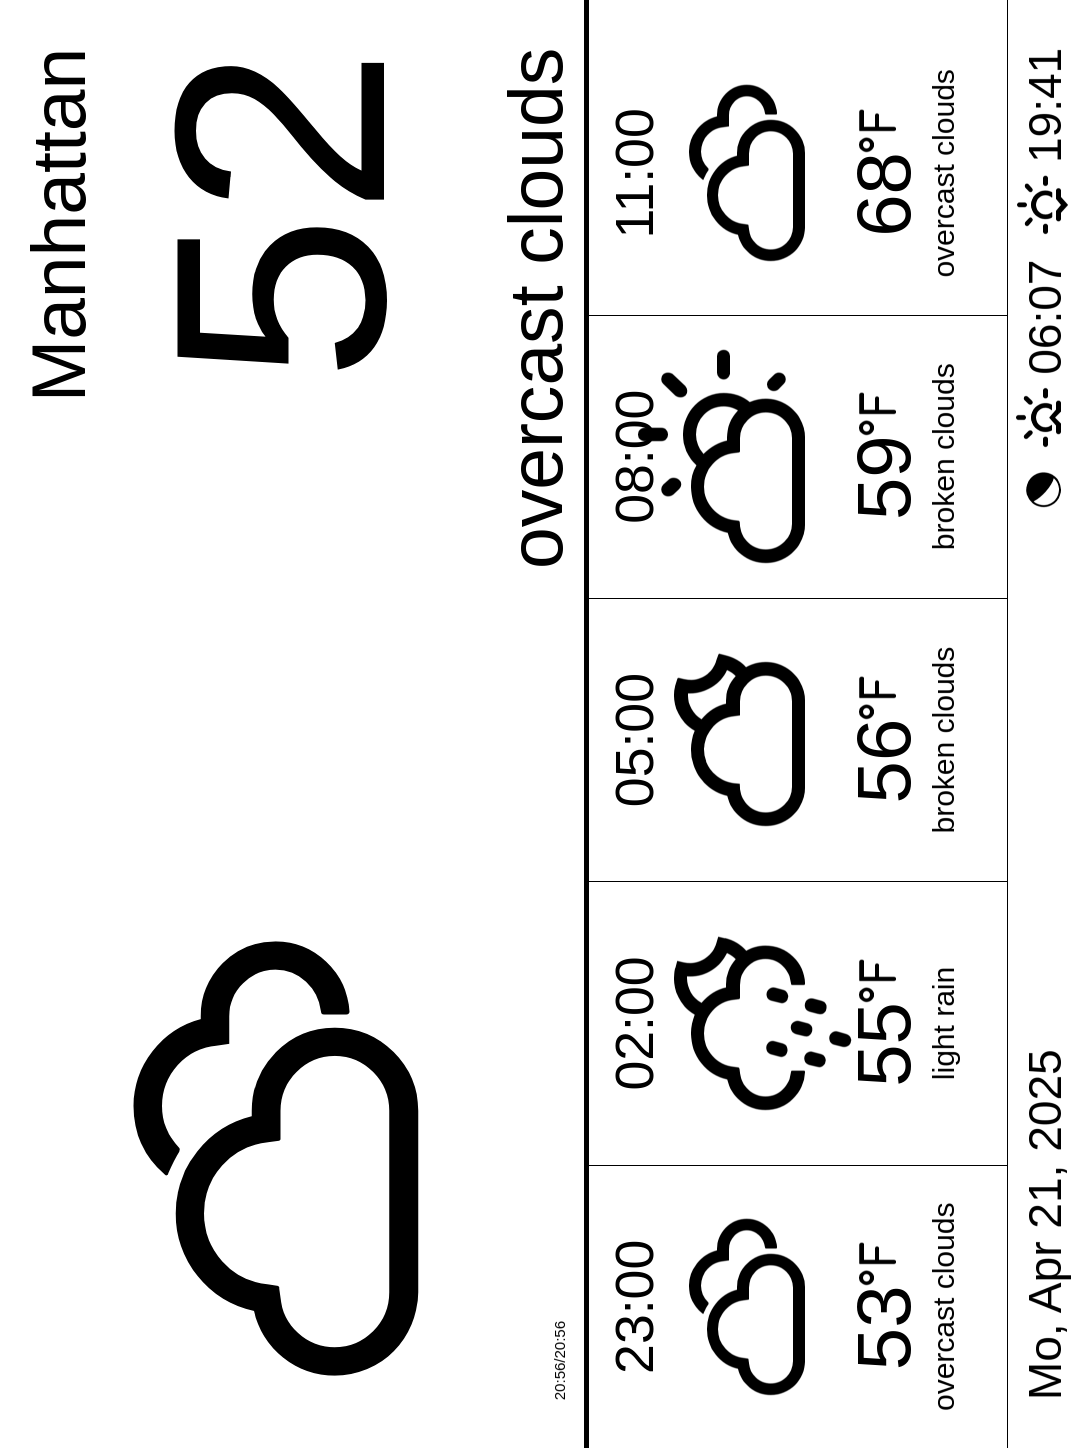 Manhattan
52
overcast clouds
20:56/20:56
23:00
53°F
overcast clouds
02:00
55°F
light rain
05:00
56°F
broken clouds
08:00
59°F
broken clouds
11:00
68°F
overcast clouds
Mo, Apr 21, 2025
06:07
19:41